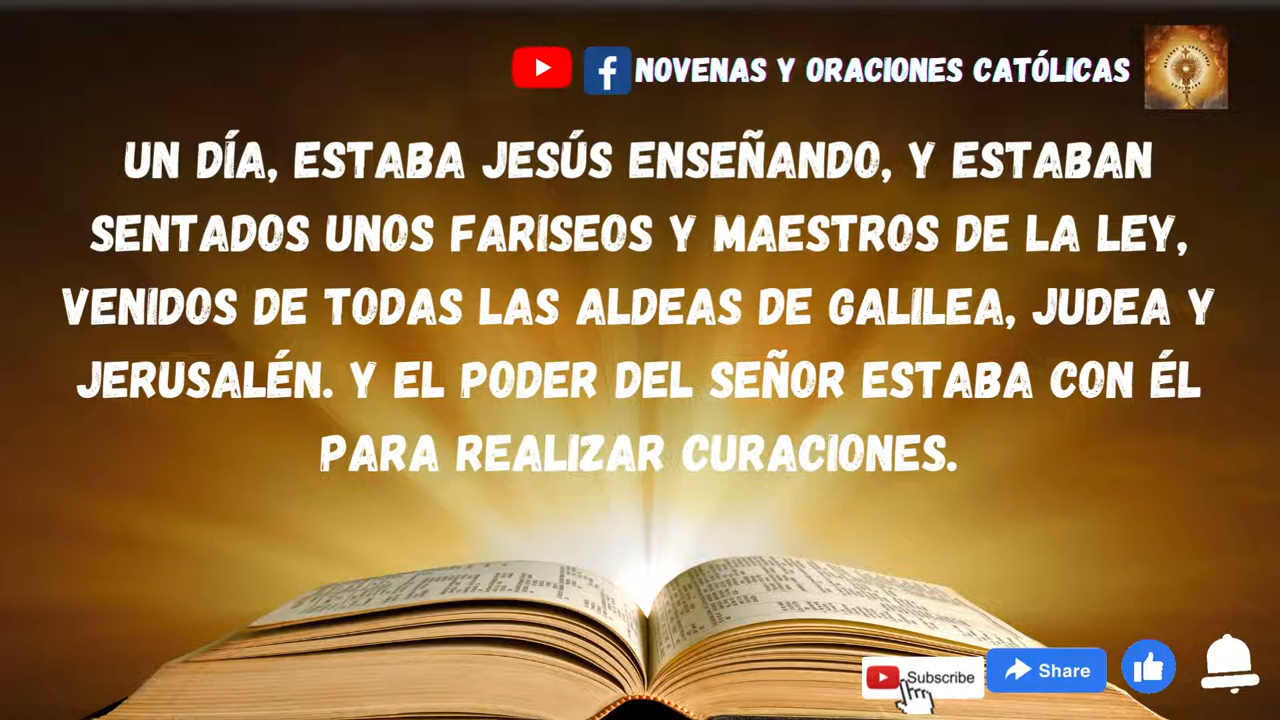 NOVENAS Y ORACIONES CATÓLICAS
UN DÍA, ESTABA JESÚS ENSEÑANDO, Y ESTABAN
SENTADOS UNOS FARISEOS Y MAESTROS DE LA LEY,
VENIDOS DE TODAS LAS ALDEAS DE GALILEA, JUDEA Y
JERUSALÉN. Y EL PODER DEL SEÑOR ESTABA CON ÉL
PARA REALIZAR CURACIONES.
Subscribe
Share